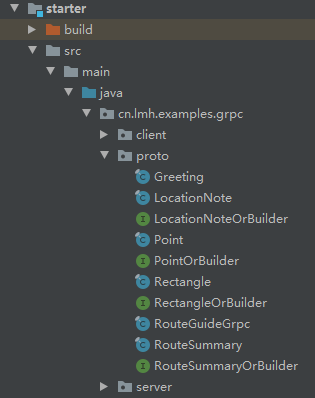 starter
build
src
main
java
cn.lmh.examples.grpc
client
proto
Greeting
LocationNote
LocationNoteOrBuilder
Point
PointOrBuilder
Rectangle
RectangleOrBuilder
RouteGuideGrpc
RouteSummary
RouteSummaryOrBuilder
server